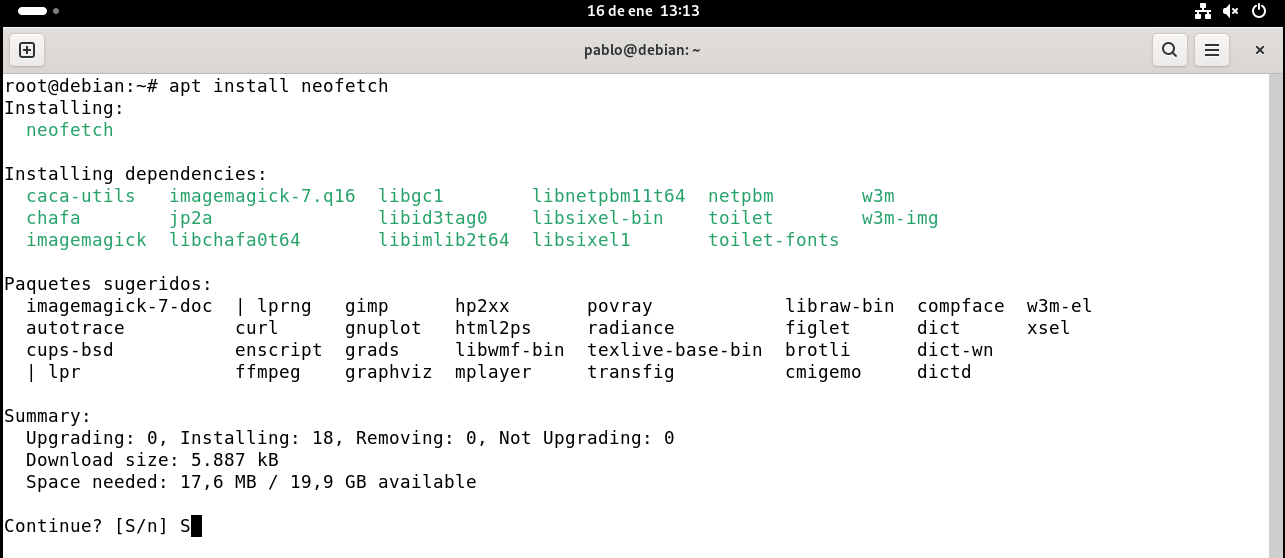 16 de ene 13:13
pablo@debian: ~
root@debian:~# apt install neofetch
Installing:
  neofetch

Installing dependencies:
  caca-utils   imagemagick-7.q16  libgc1        libnetpbm11t64  netpbm        w3m
  chafa        jp2a               libid3tag0    libsixel-bin    toilet        w3m-img
  imagemagick  libchafa0t64       libimlib2t64  libsixel1       toilet-fonts

Paquetes sugeridos:
  imagemagick-7-doc  | lprng   gimp      hp2xx       povray            libraw-bin  compface  w3m-el
  autotrace          curl      gnuplot   html2ps     radiance          figlet      dict      xsel
  cups-bsd           enscript  grads     libwmf-bin  texlive-base-bin  brotli      dict-wn
  | lpr              ffmpeg    graphviz  mplayer     transfig          cmigemo     dictd

Summary:
  Upgrading: 0, Installing: 18, Removing: 0, Not Upgrading: 0
  Download size: 5.887 kB
  Space needed: 17,6 MB / 19,9 GB available

Continue? [S/n] S